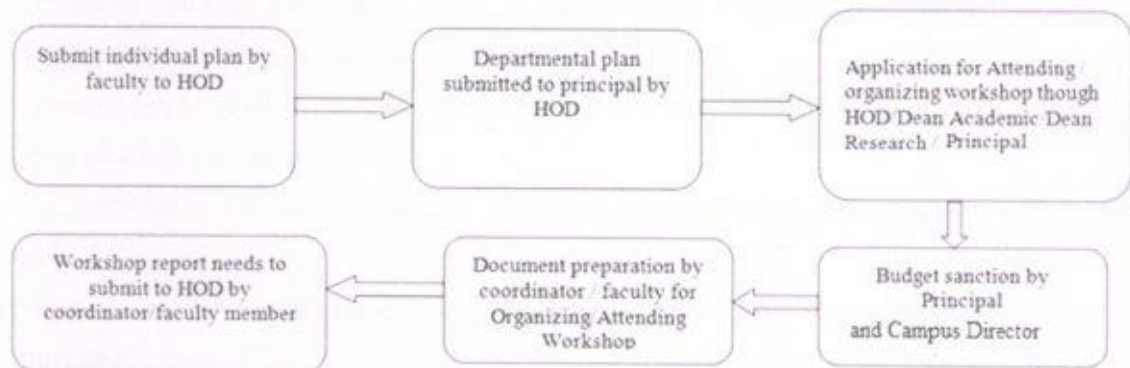 Submit individual plan by
faculty to HOD
Departmental plan
submitted to principal by
HOD
Application for Attending /
organizing workshop though
HOD/Dean Academic Dean
Research / Principal
Budget sanction by
Principal
and Campus Director
Document preparation by
coordinator / faculty for
Organizing Attending
Workshop
Workshop report needs to
submit to HOD by
coordinator/faculty member